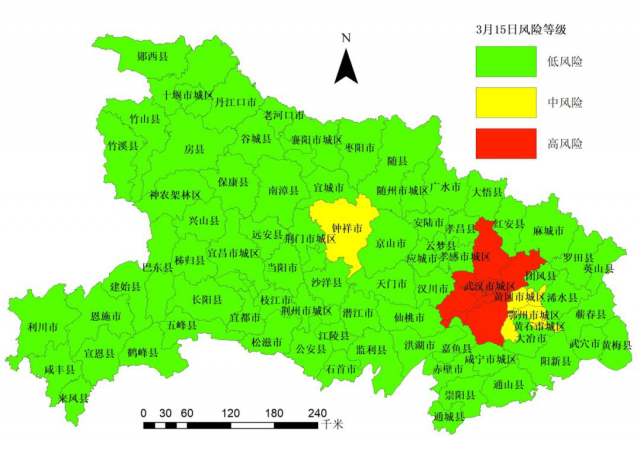 3月15日风险等级
N
低风险
中风险
高风险
郧西县
十堰市城区
丹江口市
老河口市
竹山县
谷城县
襄阳市城区
枣阳市
竹溪县
房县
随县
保康县
南漳县
宜城市
随州市城区
广水市
大悟县
神农架林区
兴山县
钟祥市
安陆市
孝昌县
红安县
麻城市
远安县
荆门市城区
京山市
云梦县
应城市
孝感市城区
罗田县
英山县
巴东县
秭归县
宜昌市城区
当阳市
团风县
建始县
沙洋县
天门市
汉川市
武汉市城区
黄冈市城区
浠水县
长阳县
枝江市
荆州市城区
潜江市
仙桃市
鄂州市城区
蕲春县
利川市
恩施市
五峰县
宜都市
黄石市城区
大冶市
宣恩县
鹤峰县
松滋市
公安县
江陵县
监利县
洪湖市
嘉鱼县
武穴市
黄梅县
咸丰县
石首市
赤壁市
咸宁市城区
阳新县
来凤县
崇阳县
通山县
通城县
0 30 60 120 180 240
千米